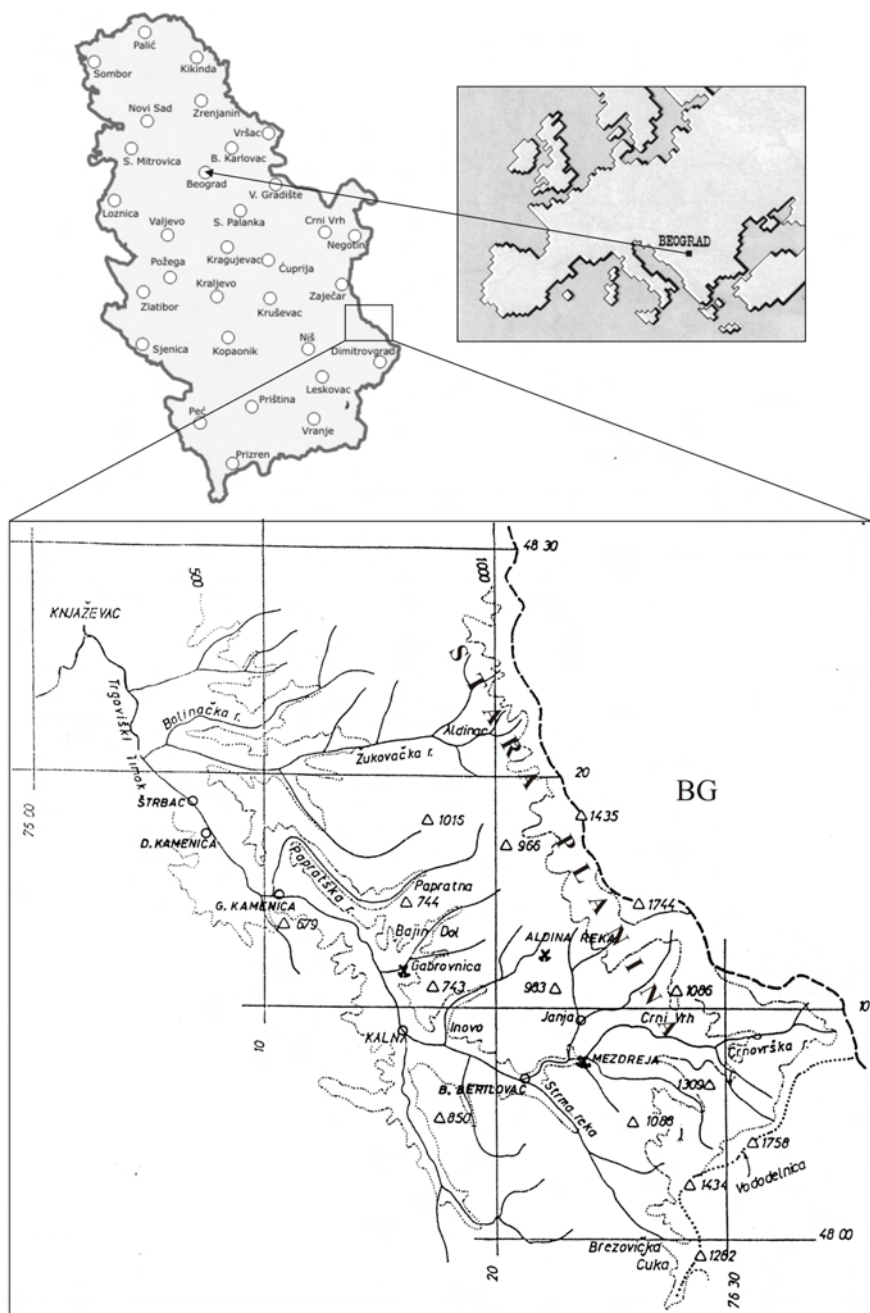 Palić
Sombor
Kikinda
Novi Sad
Zrenjanin
Vršac
S. Mitrovica
B. Karlovac
Beograd
V. Gradište
Loznica
S. Palanka
Crni Vrh
Valjevo
Negotin
Kragujevac
Požega
Ćuprija
Kraljevo
Zaječar
Zlatibor
Kruševac
Niš
Sjenica
Kopaonik
Dimitrovgrad
Leskovac
Priština
Peć
Vranje
Prizren
BEOGRAD
48 30
500
1000
KNJAŽEVAC
STARA PLANINA
Trgoviški Timok
Balinačka r.
Aldinac
Žukovačka r.
20
BG
75 00
ŠTRBAC
1015
1435
D. KAMENICA
966
Papratška r.
Papratna
744
1744
G. KAMENICA
679
Bajin Dol
ALDINA REKA
Gabrovnica
743
983
1086
10
Janja
Crni Vrh
Inovo
KALNA
Crnovrška r.
10
MEZDREJA
B. BERILOVAC
1309
Strma reka
850
1088
1758
Vododelnica
1434
48 00
Brezovička
Čuka
1282
20
76 30